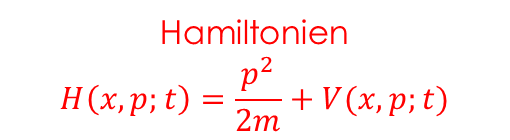 Hamiltonien
H(x, p; t) = p²/2m + V(x, p; t)